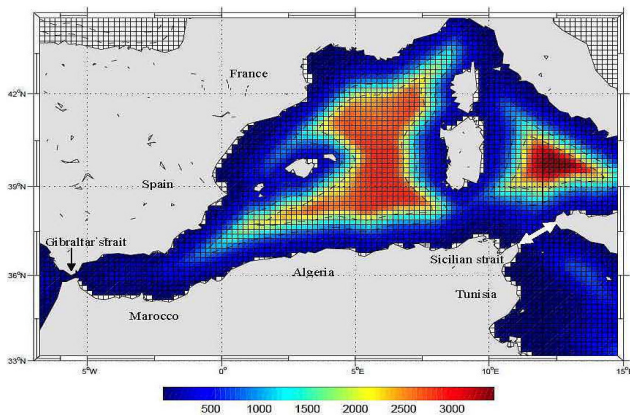 France
42°N
39°N
Spain
Gibraltar strait
36°N
Algeria
Sicilian strait
Tunisia
Marocco
33°N
5°W
0°
5°E
10°E
15°E
500 1000 1500 2000 2500 3000